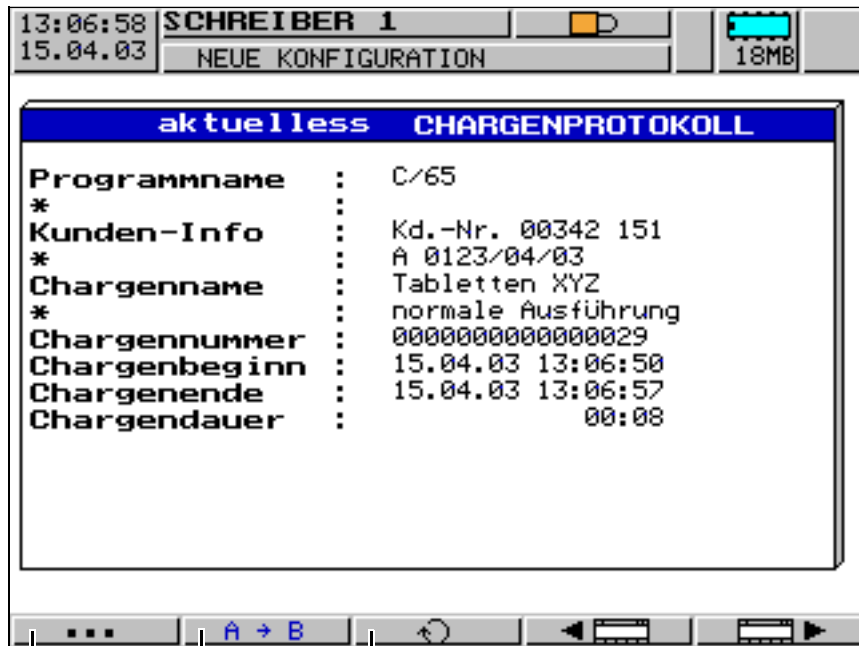 13:06:58 SCHREIBER 1
15.04.03 NEUE KONFIGURATION 18MB
aktuelless CHARGENPROTOKOLL
Programmname : C/65
* :
Kunden-Info : Kd.-Nr. 00342 151
* : A 0123/04/03
Chargenname : Tabletten XYZ
* : normale Ausführung
Chargennummer : 0000000000000029
Chargenbeginn : 15.04.03 13:06:50
Chargenende : 15.04.03 13:06:57
Chargendauer : 00:08
... A → B